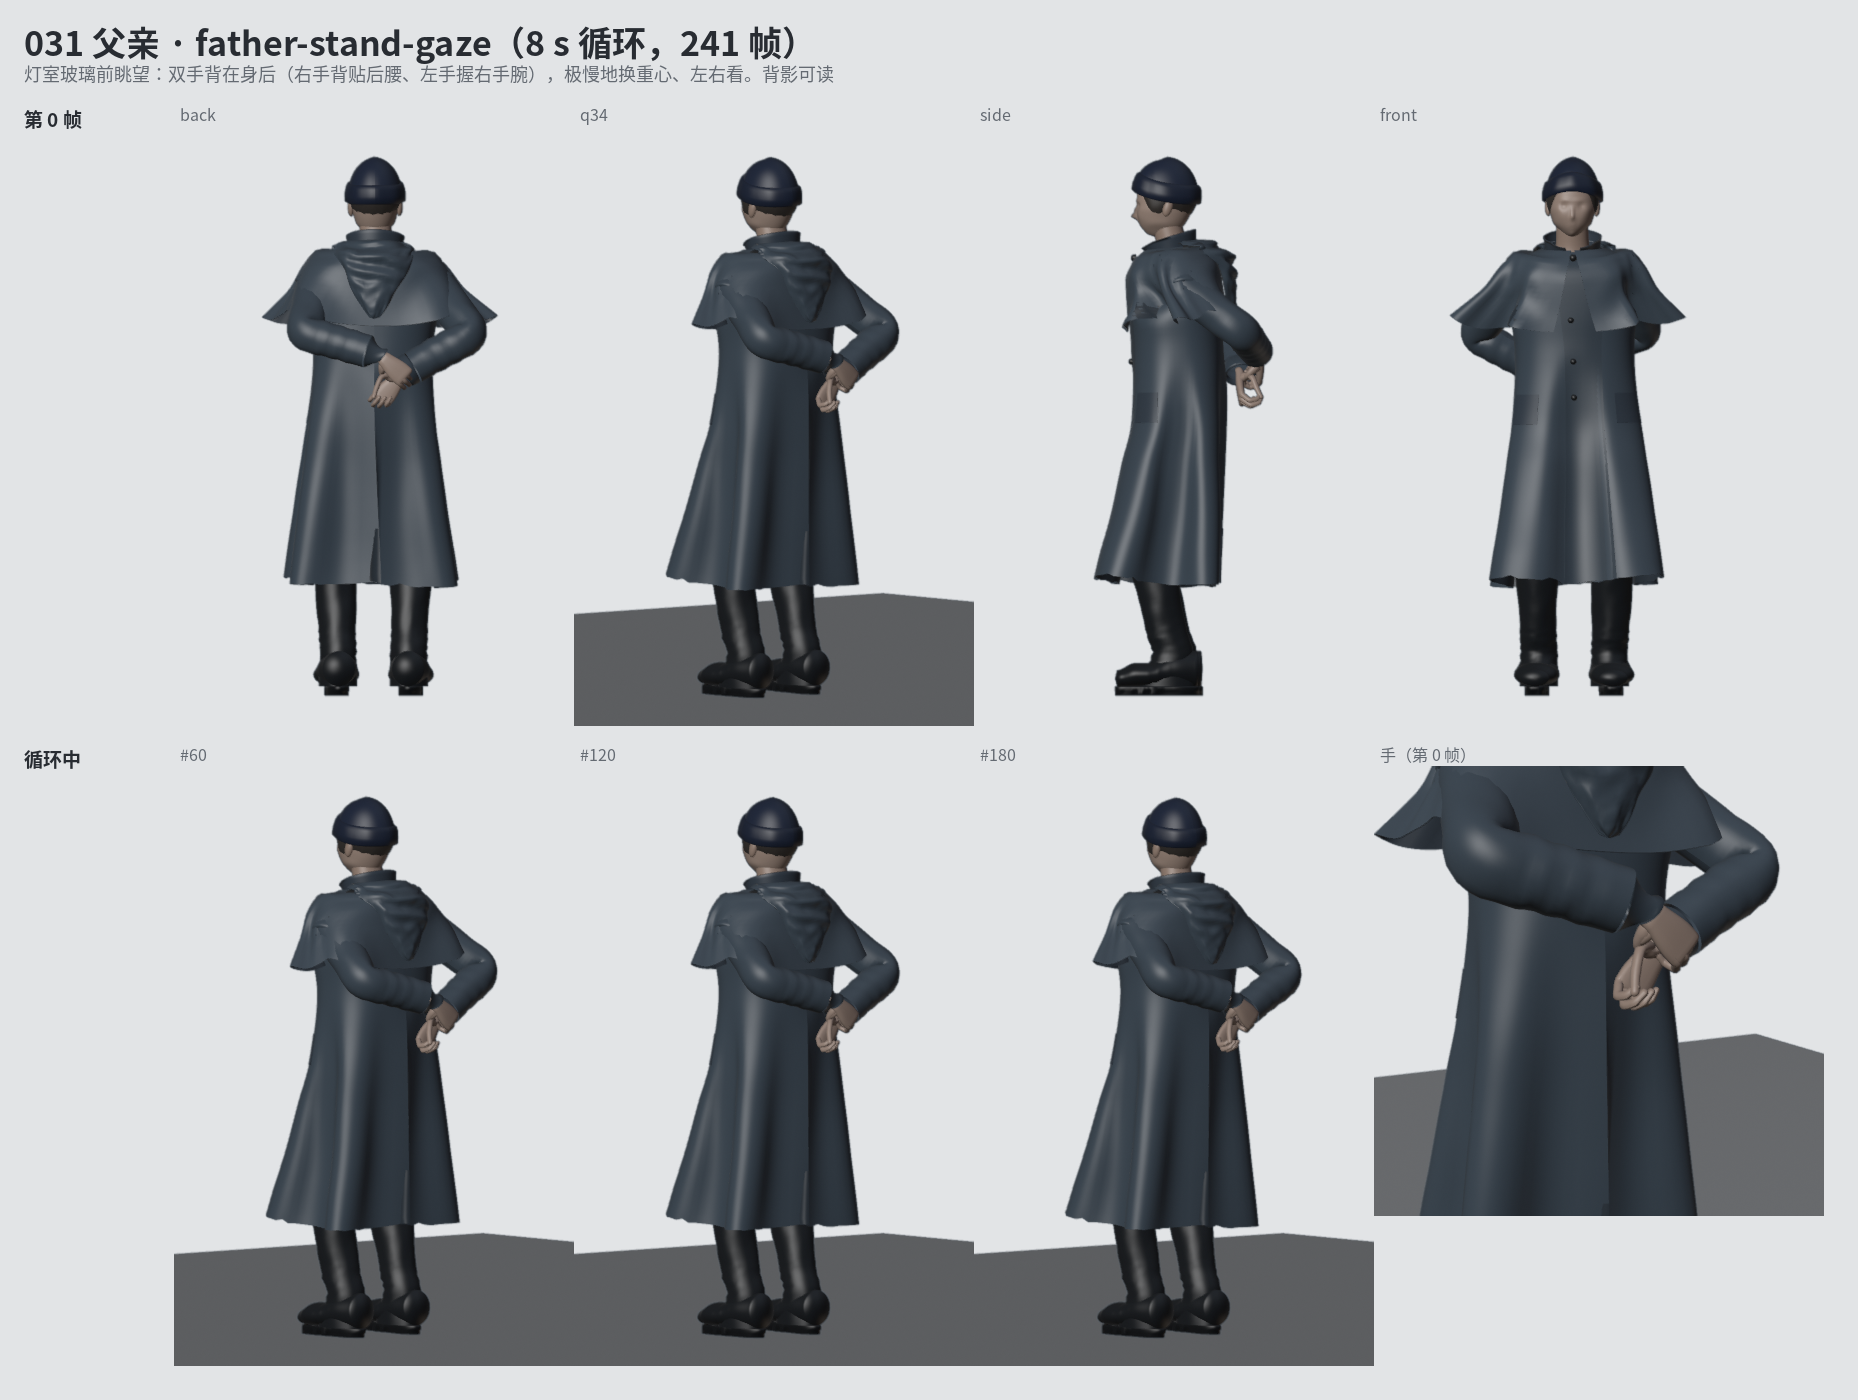 031 父亲 · father-stand-gaze（8 s 循环，241 帧）
灯室玻璃前眺望：双手背在身后（右手背贴后腰、左手握右手腕），极慢地换重心、左右看。背影可读
第 0 帧
back
q34
side
front
循环中
#60
#120
#180
手（第 0 帧）